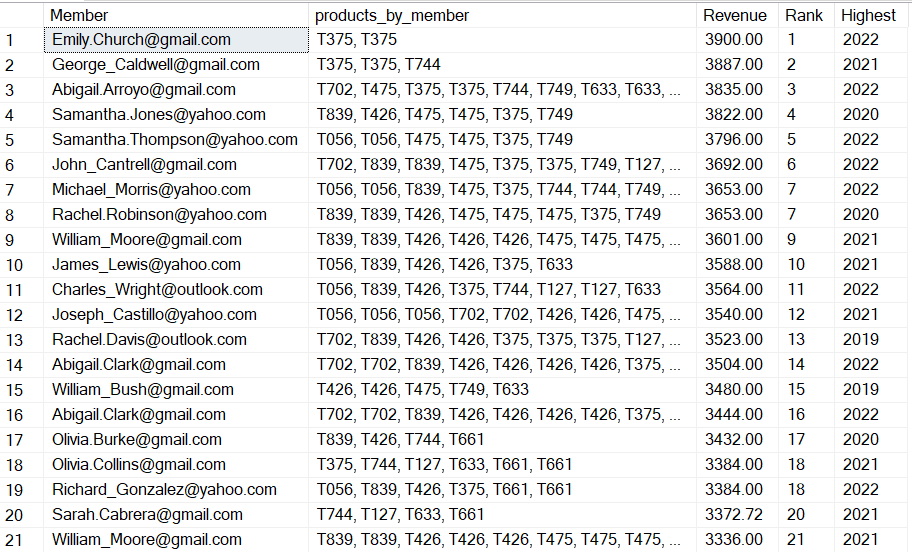 Member products_by_member Revenue Rank Highest
1 Emily.Church@gmail.com T375, T375 3900.00 1 2022
2 George_Caldwell@gmail.com T375, T375, T744 3887.00 2 2021
3 Abigail.Arroyo@gmail.com T702, T475, T375, T375, T744, T749, T633, T633, ... 3835.00 3 2022
4 Samantha.Jones@yahoo.com T839, T426, T475, T475, T375, T749 3822.00 4 2020
5 Samantha.Thompson@yahoo.com T056, T056, T475, T475, T375, T749 3796.00 5 2022
6 John_Cantrell@gmail.com T702, T839, T839, T475, T375, T375, T749, T127, ... 3692.00 6 2022
7 Michael_Morris@yahoo.com T056, T056, T839, T475, T375, T744, T744, T749, ... 3653.00 7 2022
8 Rachel.Robinson@yahoo.com T839, T839, T426, T475, T475, T475, T375, T749 3653.00 7 2020
9 William_Moore@gmail.com T839, T839, T426, T426, T426, T475, T475, T475, ... 3601.00 9 2021
10 James_Lewis@yahoo.com T056, T839, T426, T426, T375, T633 3588.00 10 2021
11 Charles_Wright@outlook.com T056, T839, T426, T375, T744, T127, T127, T633 3564.00 11 2022
12 Joseph_Castillo@yahoo.com T056, T056, T056, T702, T702, T426, T426, T475, ... 3540.00 12 2021
13 Rachel.Davis@outlook.com T702, T839, T426, T426, T375, T375, T375, T127, ... 3523.00 13 2019
14 Abigail.Clark@gmail.com T702, T702, T839, T426, T426, T426, T426, T375, ... 3504.00 14 2022
15 William_Bush@gmail.com T426, T426, T475, T749, T633 3480.00 15 2019
16 Abigail.Clark@gmail.com T702, T702, T839, T426, T426, T426, T426, T375, ... 3444.00 16 2022
17 Olivia.Burke@gmail.com T839, T426, T744, T661 3432.00 17 2020
18 Olivia.Collins@gmail.com T375, T744, T127, T633, T661, T661 3384.00 18 2021
19 Richard_Gonzalez@yahoo.com T056, T839, T426, T375, T661, T661 3384.00 18 2022
20 Sarah.Cabrera@gmail.com T744, T127, T633, T661 3372.72 20 2021
21 William_Moore@gmail.com T839, T839, T426, T426, T426, T475, T475, T475, ... 3336.00 21 2021